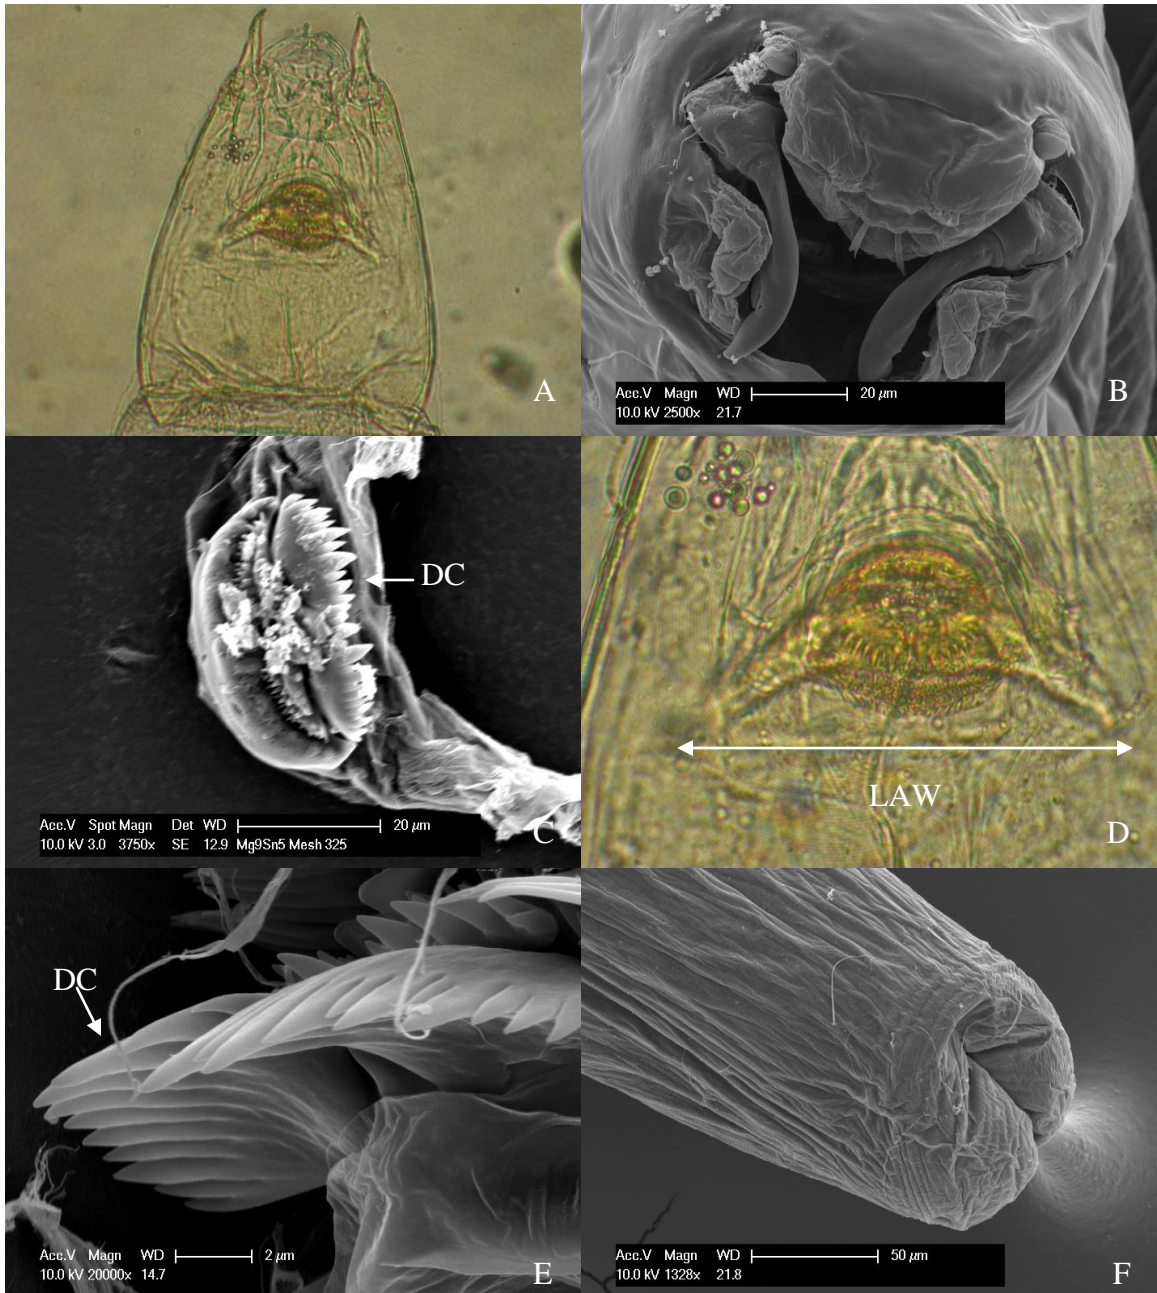 A
Acc.V Magn WD 20 µm
10.0 kV 2500x 21.7
B
DC
Acc.V Spot Magn Det WD 20 µm
10.0 kV 3.0 3750x SE 12.9 Mg9Sn5 Mesh 325
C
LAW
D
DC
Acc.V Magn WD 2 µm
10.0 kV 20000x 14.7
E
Acc.V Magn WD 50 µm
10.0 kV 1328x 21.8
F